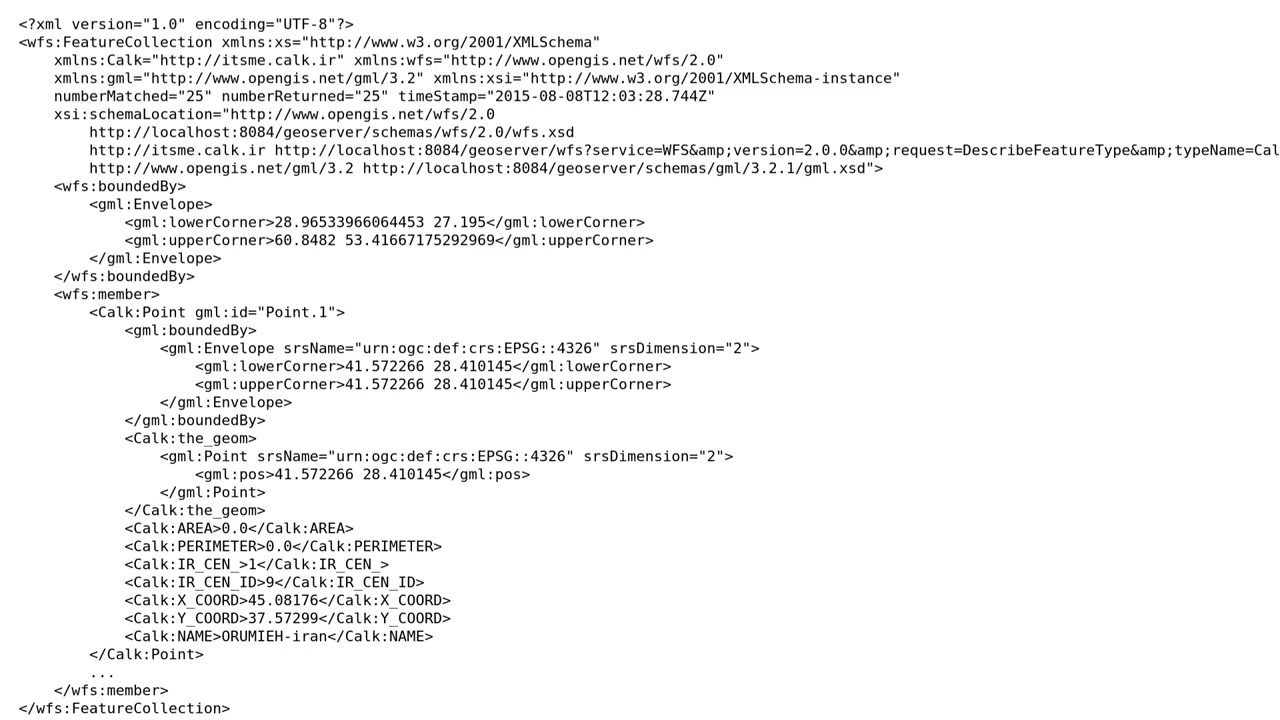 <?xml version="1.0" encoding="UTF-8"?>
<wfs:FeatureCollection xmlns:xs="http://www.w3.org/2001/XMLSchema"
    xmlns:Calk="http://itsme.calk.ir" xmlns:wfs="http://www.opengis.net/wfs/2.0"
    xmlns:gml="http://www.opengis.net/gml/3.2" xmlns:xsi="http://www.w3.org/2001/XMLSchema-instance"
    numberMatched="25" numberReturned="25" timeStamp="2015-08-08T12:03:28.744Z"
    xsi:schemaLocation="http://www.opengis.net/wfs/2.0
        http://localhost:8084/geoserver/schemas/wfs/2.0/wfs.xsd
        http://itsme.calk.ir http://localhost:8084/geoserver/wfs?service=WFS&amp;version=2.0.0&amp;request=DescribeFeatureType&amp;typeName=Cal
        http://www.opengis.net/gml/3.2 http://localhost:8084/geoserver/schemas/gml/3.2.1/gml.xsd">
    <wfs:boundedBy>
        <gml:Envelope>
            <gml:lowerCorner>28.96533966064453 27.195</gml:lowerCorner>
            <gml:upperCorner>60.8482 53.41667175292969</gml:upperCorner>
        </gml:Envelope>
    </wfs:boundedBy>
    <wfs:member>
        <Calk:Point gml:id="Point.1">
            <gml:boundedBy>
                <gml:Envelope srsName="urn:ogc:def:crs:EPSG::4326" srsDimension="2">
                    <gml:lowerCorner>41.572266 28.410145</gml:lowerCorner>
                    <gml:upperCorner>41.572266 28.410145</gml:upperCorner>
                </gml:Envelope>
            </gml:boundedBy>
            <Calk:the_geom>
                <gml:Point srsName="urn:ogc:def:crs:EPSG::4326" srsDimension="2">
                    <gml:pos>41.572266 28.410145</gml:pos>
                </gml:Point>
            </Calk:the_geom>
            <Calk:AREA>0.0</Calk:AREA>
            <Calk:PERIMETER>0.0</Calk:PERIMETER>
            <Calk:IR_CEN_>1</Calk:IR_CEN_>
            <Calk:IR_CEN_ID>9</Calk:IR_CEN_ID>
            <Calk:X_COORD>45.08176</Calk:X_COORD>
            <Calk:Y_COORD>37.57299</Calk:Y_COORD>
            <Calk:NAME>ORUMIEH-iran</Calk:NAME>
        </Calk:Point>
        ...
    </wfs:member>
</wfs:FeatureCollection>